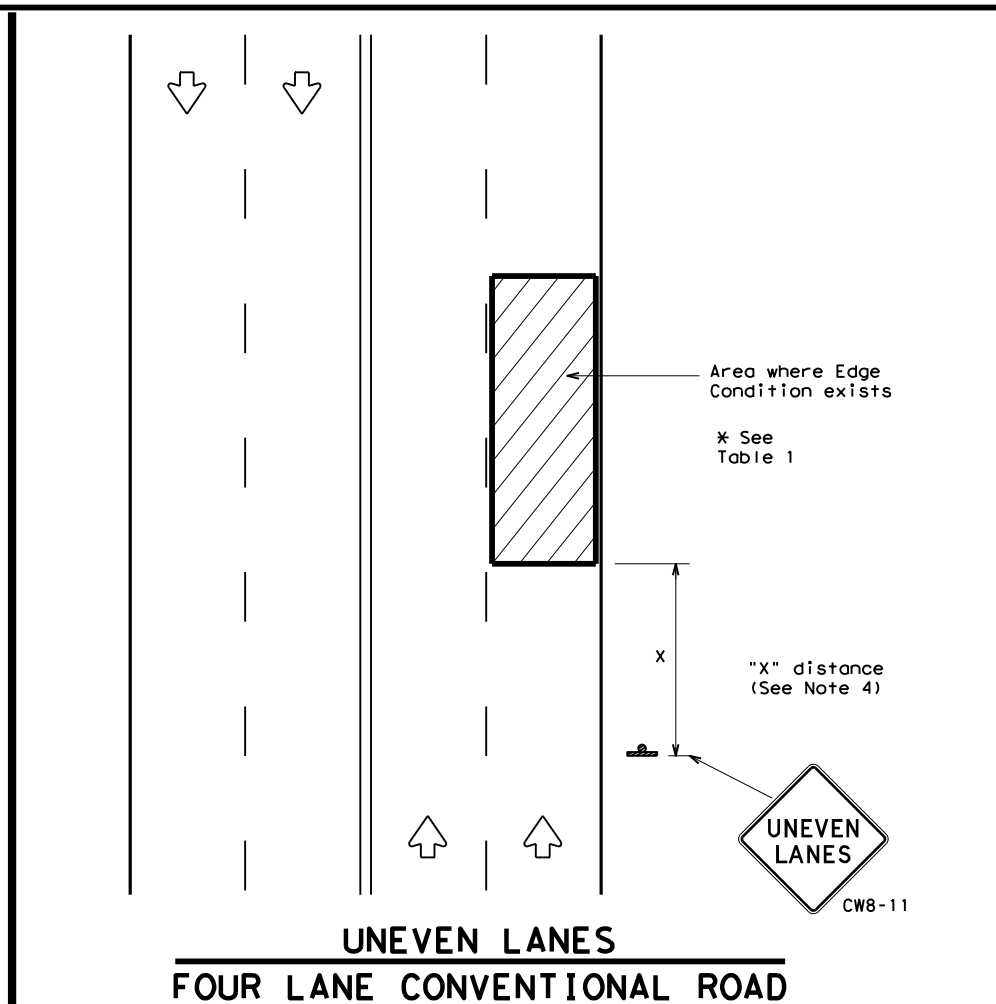 Area where Edge
Condition exists
* See
Table 1
X
"X" distance
(See Note 4)
UNEVEN
LANES
CW8-11
UNEVEN LANES
FOUR LANE CONVENTIONAL ROAD